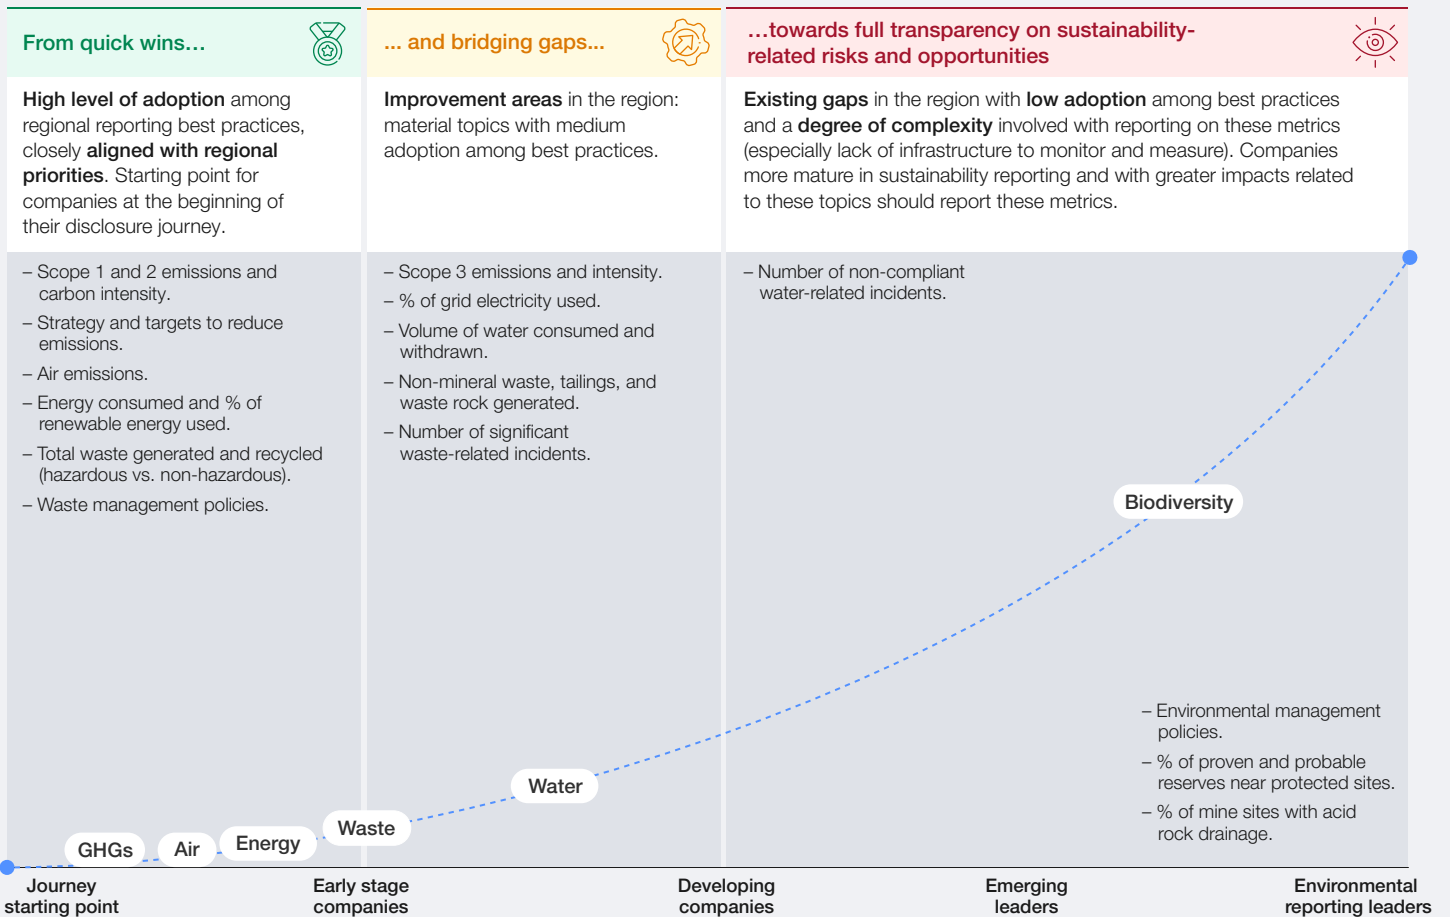 From quick wins...
High level of adoption among
regional reporting best practices,
closely aligned with regional
priorities. Starting point for
companies at the beginning of
their disclosure journey.
– Scope 1 and 2 emissions and
carbon intensity.
– Strategy and targets to reduce
emissions.
– Air emissions.
– Energy consumed and % of
renewable energy used.
– Total waste generated and recycled
(hazardous vs. non-hazardous).
– Waste management policies.
... and bridging gaps...
Improvement areas in the region:
material topics with medium
adoption among best practices.
– Scope 3 emissions and intensity.
– % of grid electricity used.
– Volume of water consumed and
withdrawn.
– Non-mineral waste, tailings, and
waste rock generated.
– Number of significant
waste-related incidents.
...towards full transparency on sustainability-
related risks and opportunities
Existing gaps in the region with low adoption among best practices
and a degree of complexity involved with reporting on these metrics
(especially lack of infrastructure to monitor and measure). Companies
more mature in sustainability reporting and with greater impacts related
to these topics should report these metrics.
– Number of non-compliant
water-related incidents.
– Environmental management
policies.
– % of proven and probable
reserves near protected sites.
– % of mine sites with acid
rock drainage.
GHGs
Air
Energy
Waste
Water
Biodiversity
Journey
starting point
Early stage
companies
Developing
companies
Emerging
leaders
Environmental
reporting leaders